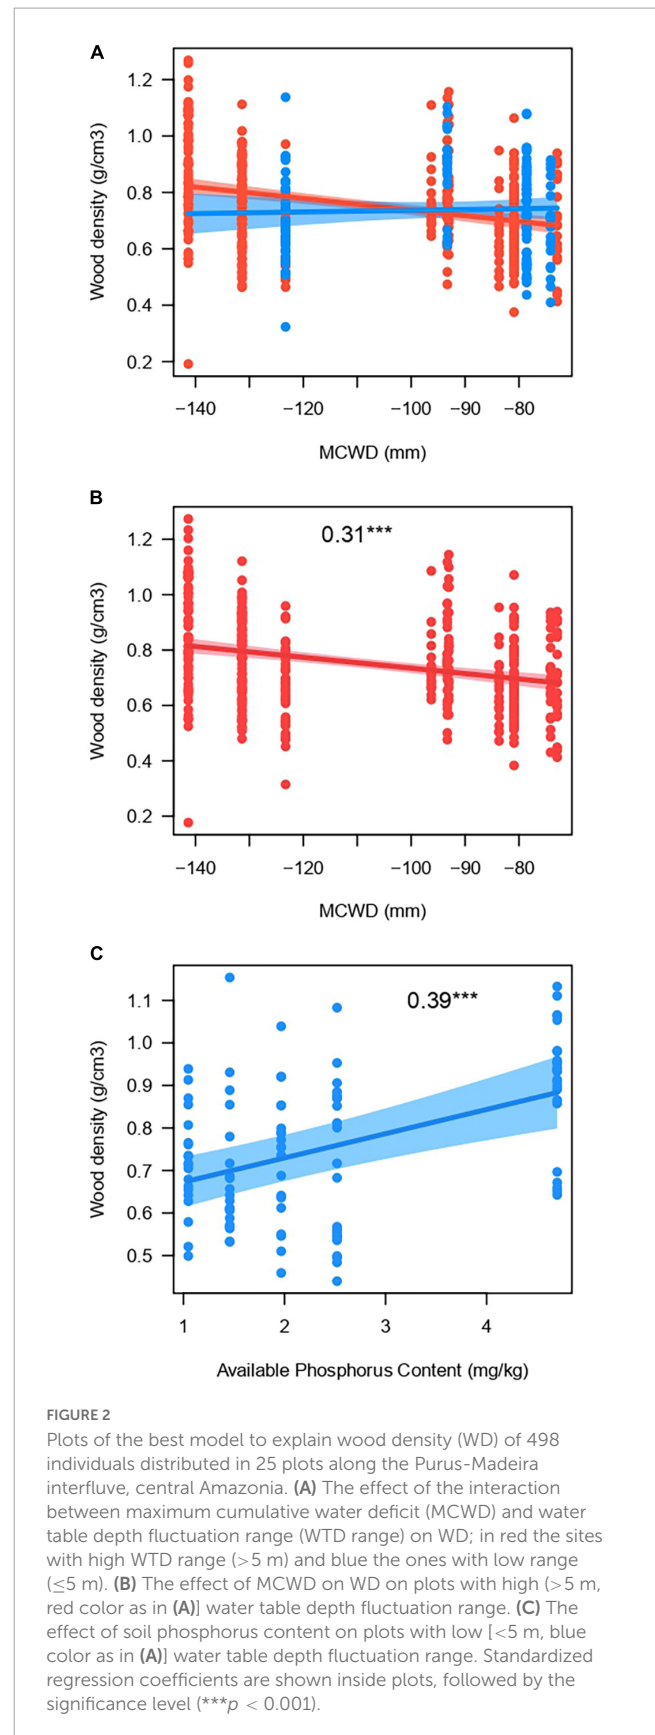 A
Wood density (g/cm3)
1.2
1.0
0.8
0.6
0.4
0.2
−140 −120 −100 −90 −80
MCWD (mm)
B
0.31***
Wood density (g/cm3)
1.2
1.0
0.8
0.6
0.4
0.2
−140 −120 −100 −90 −80
MCWD (mm)
C
0.39***
Wood density (g/cm3)
1.1
1.0
0.9
0.8
0.7
0.6
0.5
1 2 3 4
Available Phosphorus Content (mg/kg)
FIGURE 2
Plots of the best model to explain wood density (WD) of 498
individuals distributed in 25 plots along the Purus-Madeira
interfluve, central Amazonia. (A) The effect of the interaction
between maximum cumulative water deficit (MCWD) and water
table depth fluctuation range (WTD range) on WD; in red the sites
with high WTD range (>5 m) and blue the ones with low range
(≤5 m). (B) The effect of MCWD on WD on plots with high (>5 m,
red color as in (A)] water table depth fluctuation range. (C) The
effect of soil phosphorus content on plots with low [<5 m, blue
color as in (A)] water table depth fluctuation range. Standardized
regression coefficients are shown inside plots, followed by the
significance level (***p < 0.001).